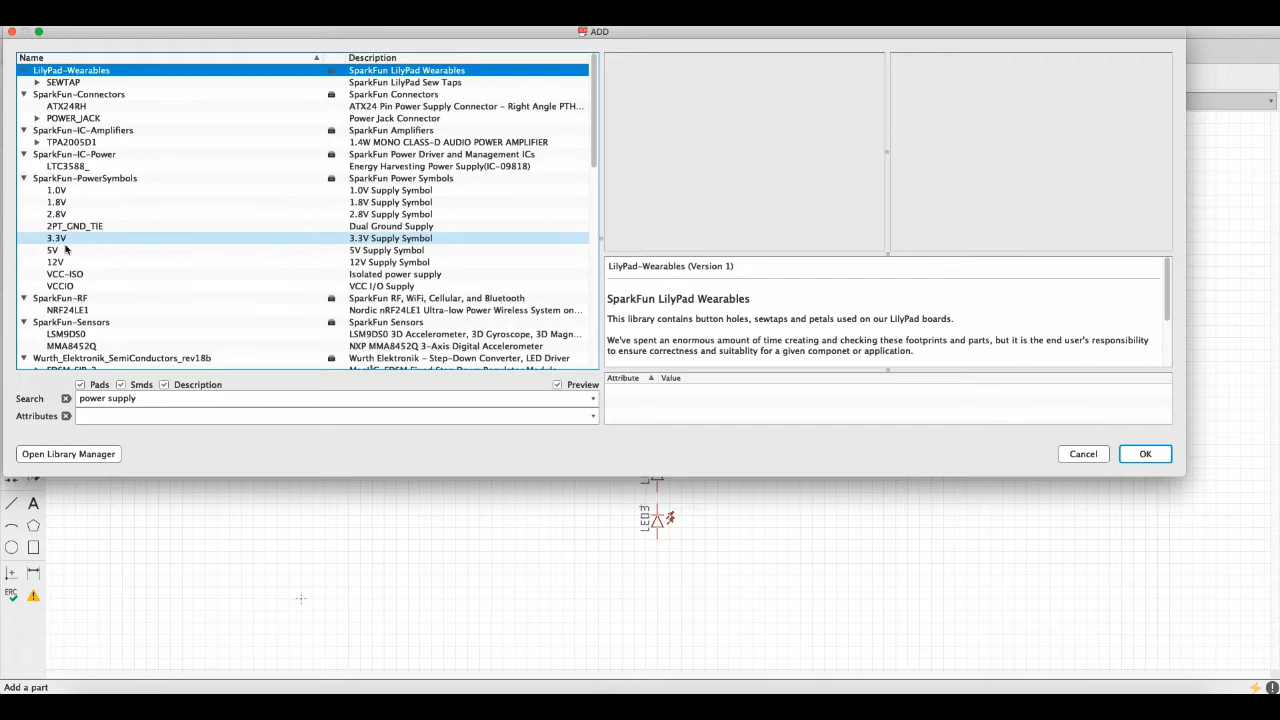 ADD
Name Description
LilyPad-Wearables SparkFun LilyPad Wearables
SEWTAP SparkFun LilyPad Sew Taps
SparkFun-Connectors SparkFun Connectors
ATX24RH ATX24 Pin Power Supply Connector - Right Angle PTH...
POWER_JACK Power Jack Connector
SparkFun-IC-Amplifiers SparkFun Amplifiers
TPA2005D1 1.4W MONO CLASS-D AUDIO POWER AMPLIFIER
SparkFun-IC-Power SparkFun Power Driver and Management ICs
LTC3588_ Energy Harvesting Power Supply(IC-09818)
SparkFun-PowerSymbols SparkFun Power Symbols
1.0V 1.0V Supply Symbol
1.8V 1.8V Supply Symbol
2.8V 2.8V Supply Symbol
2PT_GND_TIE Dual Ground Supply
3.3V 3.3V Supply Symbol
5V 5V Supply Symbol
12V 12V Supply Symbol
VCC-ISO Isolated power supply
VCCIO VCC I/O Supply
SparkFun-RF SparkFun RF, WiFi, Cellular, and Bluetooth
NRF24LE1 Nordic nRF24LE1 Ultra-low Power Wireless System on...
SparkFun-Sensors SparkFun Sensors
LSM9DS0 LSM9DS0 3D Accelerometer, 3D Gyroscope, 3D Magn...
MMA8452Q NXP MMA8452Q 3-Axis Digital Accelerometer
Wurth_Elektronik_SemiConductors_rev18b Wurth Elektronik - Step-Down Converter, LED Driver
LilyPad-Wearables (Version 1)
SparkFun LilyPad Wearables
This library contains button holes, sewtaps and petals used on our LilyPad boards.
We've spent an enormous amount of time creating and checking these footprints and parts, but it is the end user's responsibility
to ensure correctness and suitablity for a given componet or application.
Attribute Value
Pads Smds Description Preview
Search power supply
Attributes
Open Library Manager Cancel OK
A
LED3
ERC
Add a part